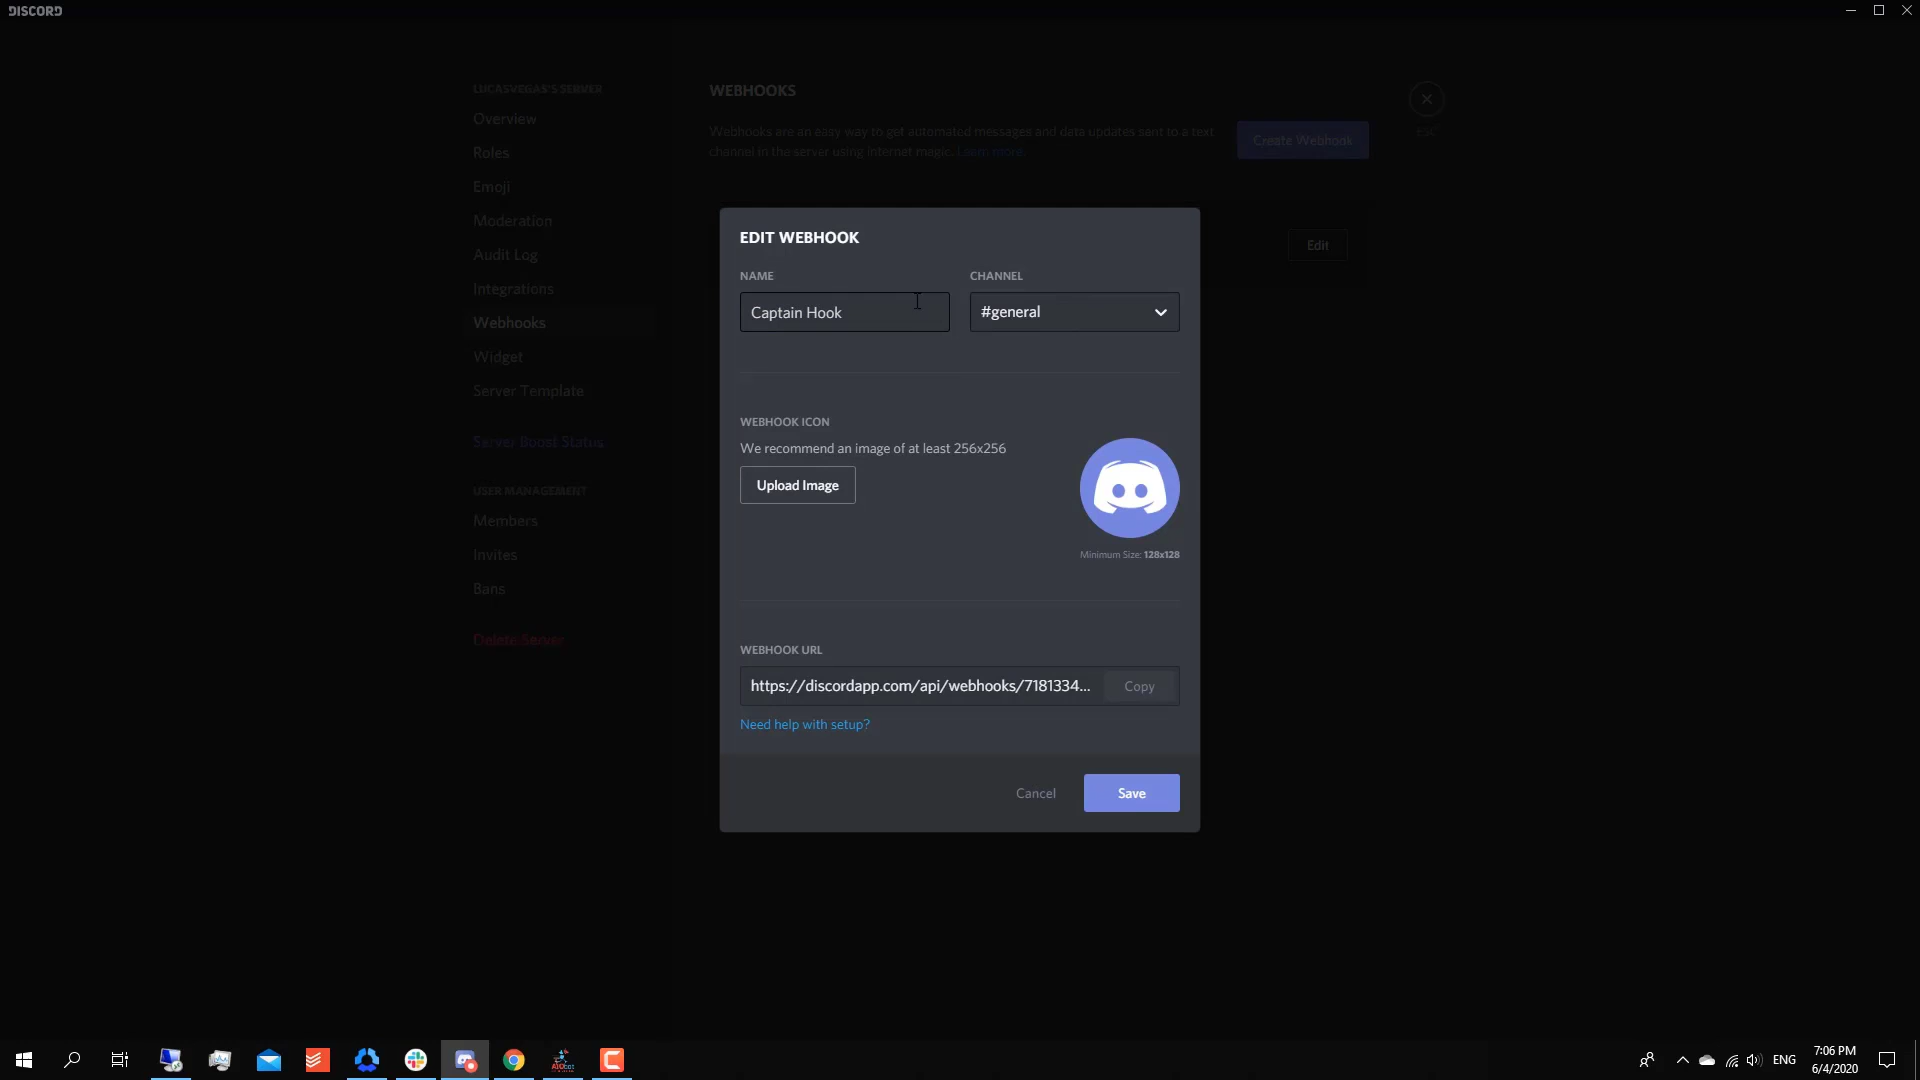 DISCORD
LUCASVEGAS'S SERVER
Overview
Roles
Emoji
Moderation
Audit Log
Integrations
Webhooks
Widget
Server Template
Server Boost Status
USER MANAGEMENT
Members
Invites
Bans
Delete Server
WEBHOOKS
Webhooks are an easy way to get automated messages and data updates sent to a text
channel in the server using internet magic. Learn more.
Create Webhook
ESC
Edit
EDIT WEBHOOK
NAME
CHANNEL
Captain Hook
#general
WEBHOOK ICON
We recommend an image of at least 256x256
Upload Image
Minimum Size: 128x128
WEBHOOK URL
https://discordapp.com/api/webhooks/7181334...
Copy
Need help with setup?
Cancel
Save
ENG
7:06 PM
6/4/2020